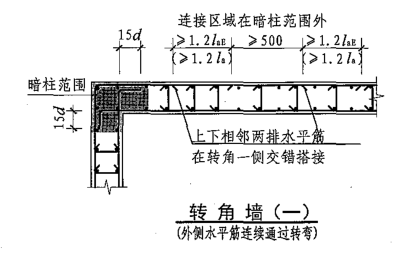 连接区域在暗柱范围外
15d
≥1.2laE
≥500
≥1.2laE
(≥1.2la)
(≥1.2la)
暗柱范围
15d
上下相邻两排水平筋
在转角一侧交错搭接
转角墙(一)
(外侧水平筋连续通过转弯)